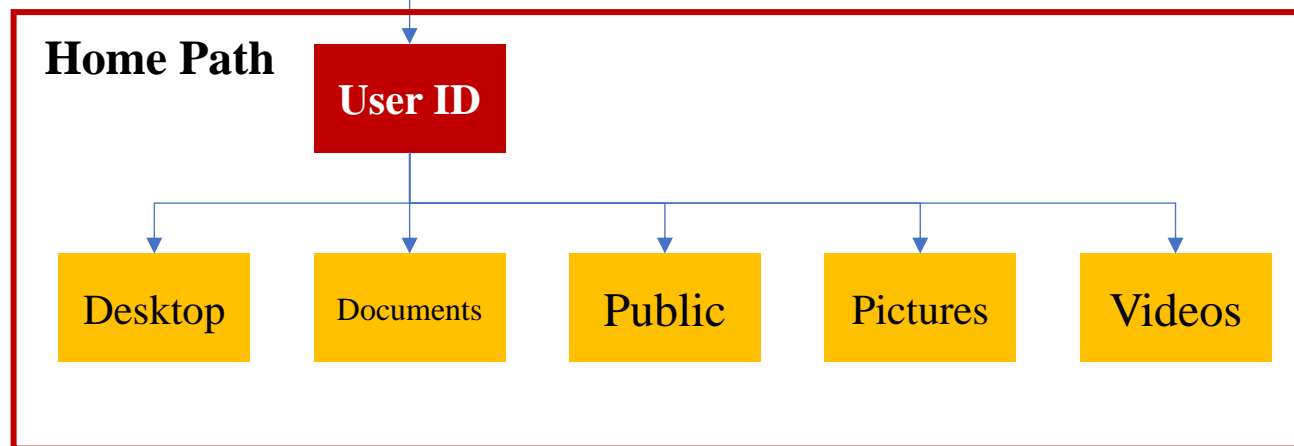 Home Path
User ID
Desktop
Documents
Public
Pictures
Videos